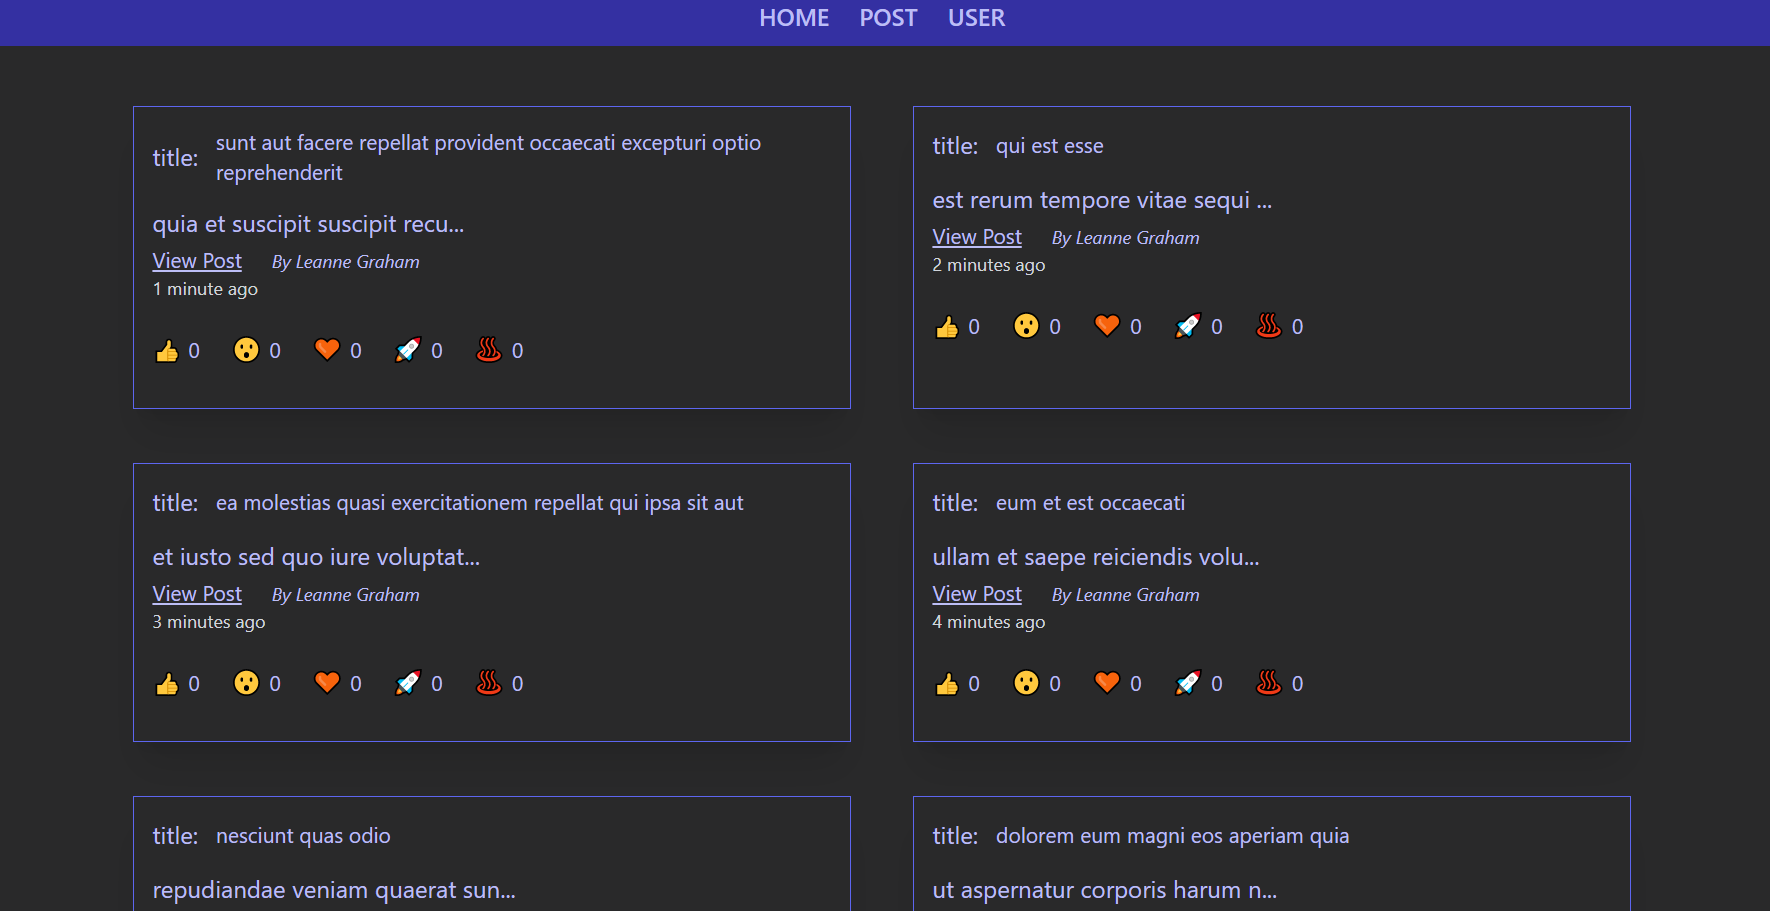 HOME POST USER
title: sunt aut facere repellat provident occaecati excepturi optio
reprehenderit
quia et suscipit suscipit recu...
View Post By Leanne Graham
1 minute ago
👍 0 😮 0 🧡 0 🚀 0 ♨️ 0
title: qui est esse
est rerum tempore vitae sequi ...
View Post By Leanne Graham
2 minutes ago
👍 0 😮 0 🧡 0 🚀 0 ♨️ 0
title: ea molestias quasi exercitationem repellat qui ipsa sit aut
et iusto sed quo iure voluptat...
View Post By Leanne Graham
3 minutes ago
👍 0 😮 0 🧡 0 🚀 0 ♨️ 0
title: eum et est occaecati
ullam et saepe reiciendis volu...
View Post By Leanne Graham
4 minutes ago
👍 0 😮 0 🧡 0 🚀 0 ♨️ 0
title: nesciunt quas odio
repudiandae veniam quaerat sun...
title: dolorem eum magni eos aperiam quia
ut aspernatur corporis harum n...